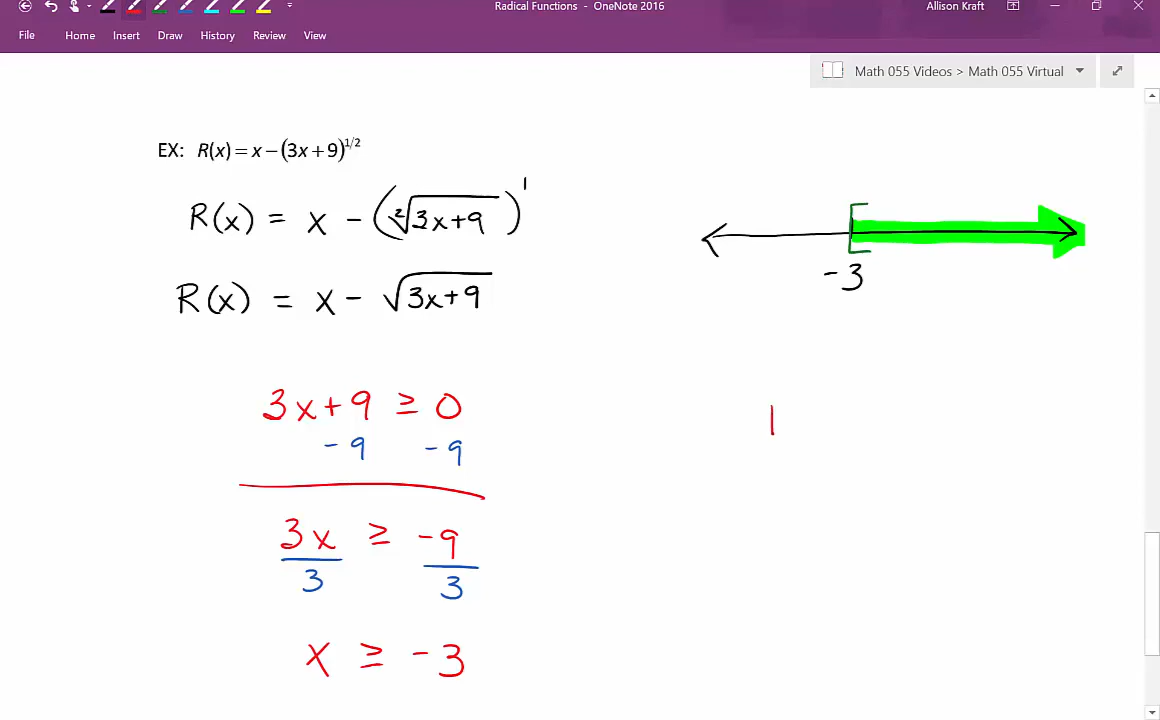 Radical Functions - OneNote 2016
Allison Kraft
File Home Insert Draw History Review View
Math 055 Videos > Math 055 Virtual
EX: R(x) = x − (3x + 9)^{1/2}
R(x) = x - (²√3x+9)^1
R(x) = x - √3x+9
-3
3x+9 ≥ 0
-9 -9
3x ≥ -9
3 3
x ≥ -3